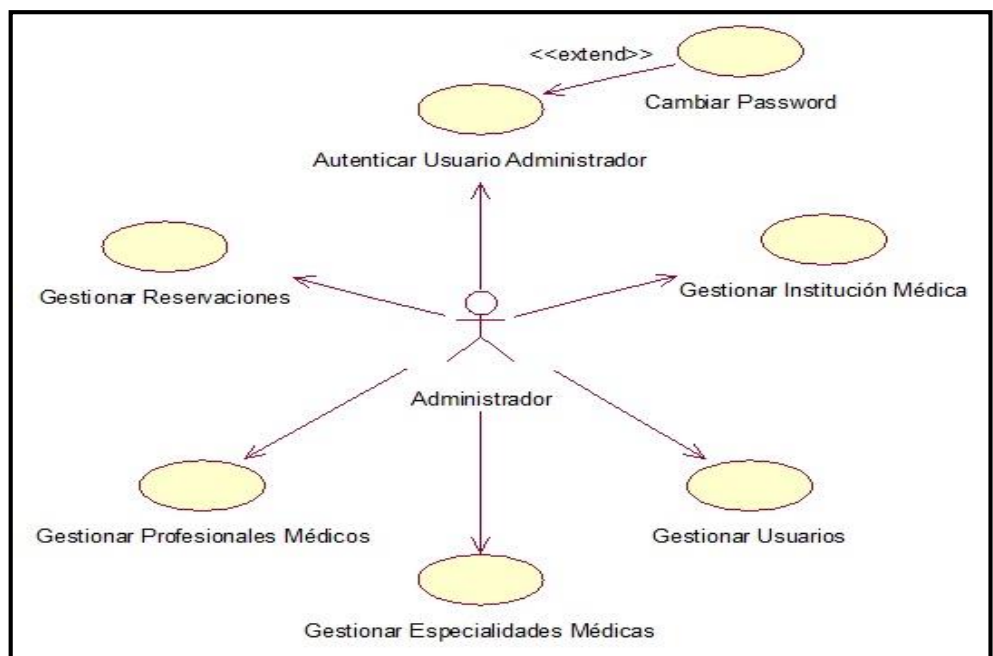 <<extend>>
Cambiar Password
Autenticar Usuario Administrador
Gestionar Reservaciones
Gestionar Institución Médica
Administrador
Gestionar Profesionales Médicos
Gestionar Usuarios
Gestionar Especialidades Médicas